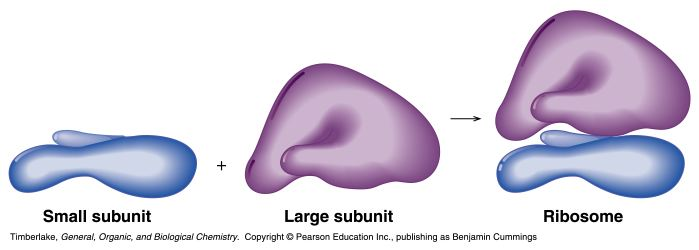 +
Small subunit Large subunit Ribosome
Timberlake, General, Organic, and Biological Chemistry. Copyright © Pearson Education Inc., publishing as Benjamin Cummings